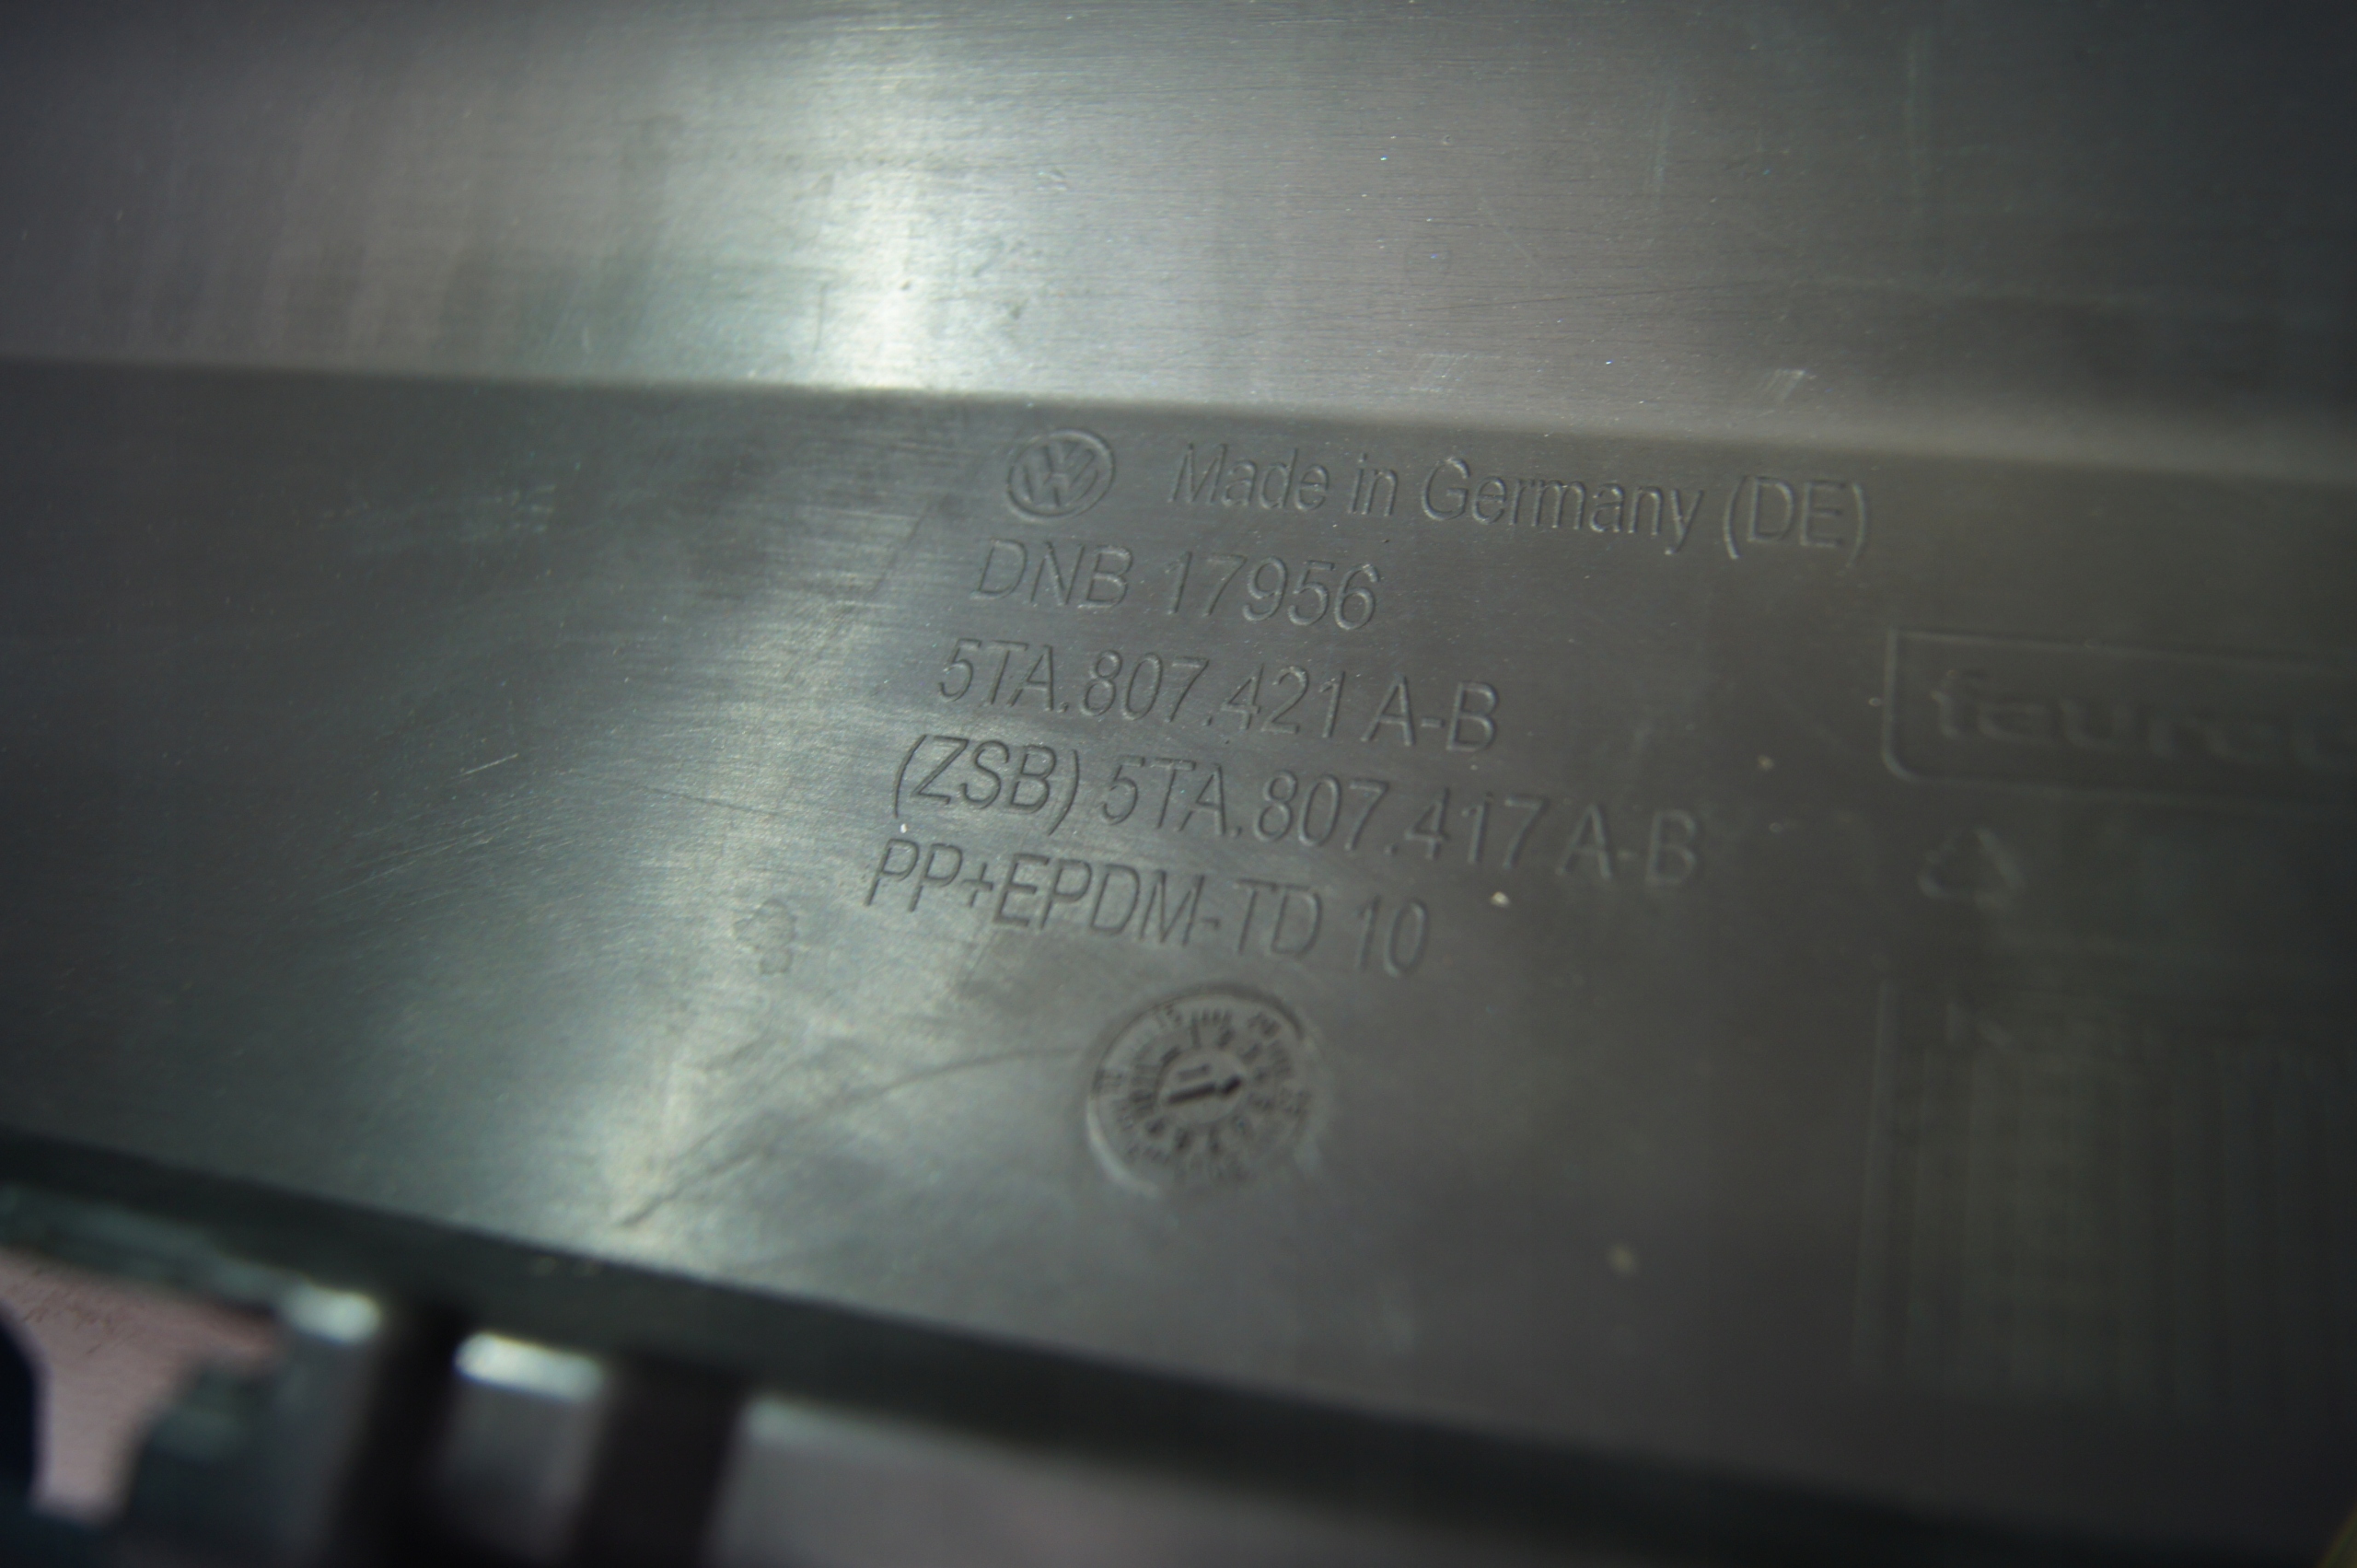 Made in Germany (DE)
DNB 17956
5TA.807.421 A-B
(ZSB) 5TA.807.417 A-B
PP+EPDM-TD 10